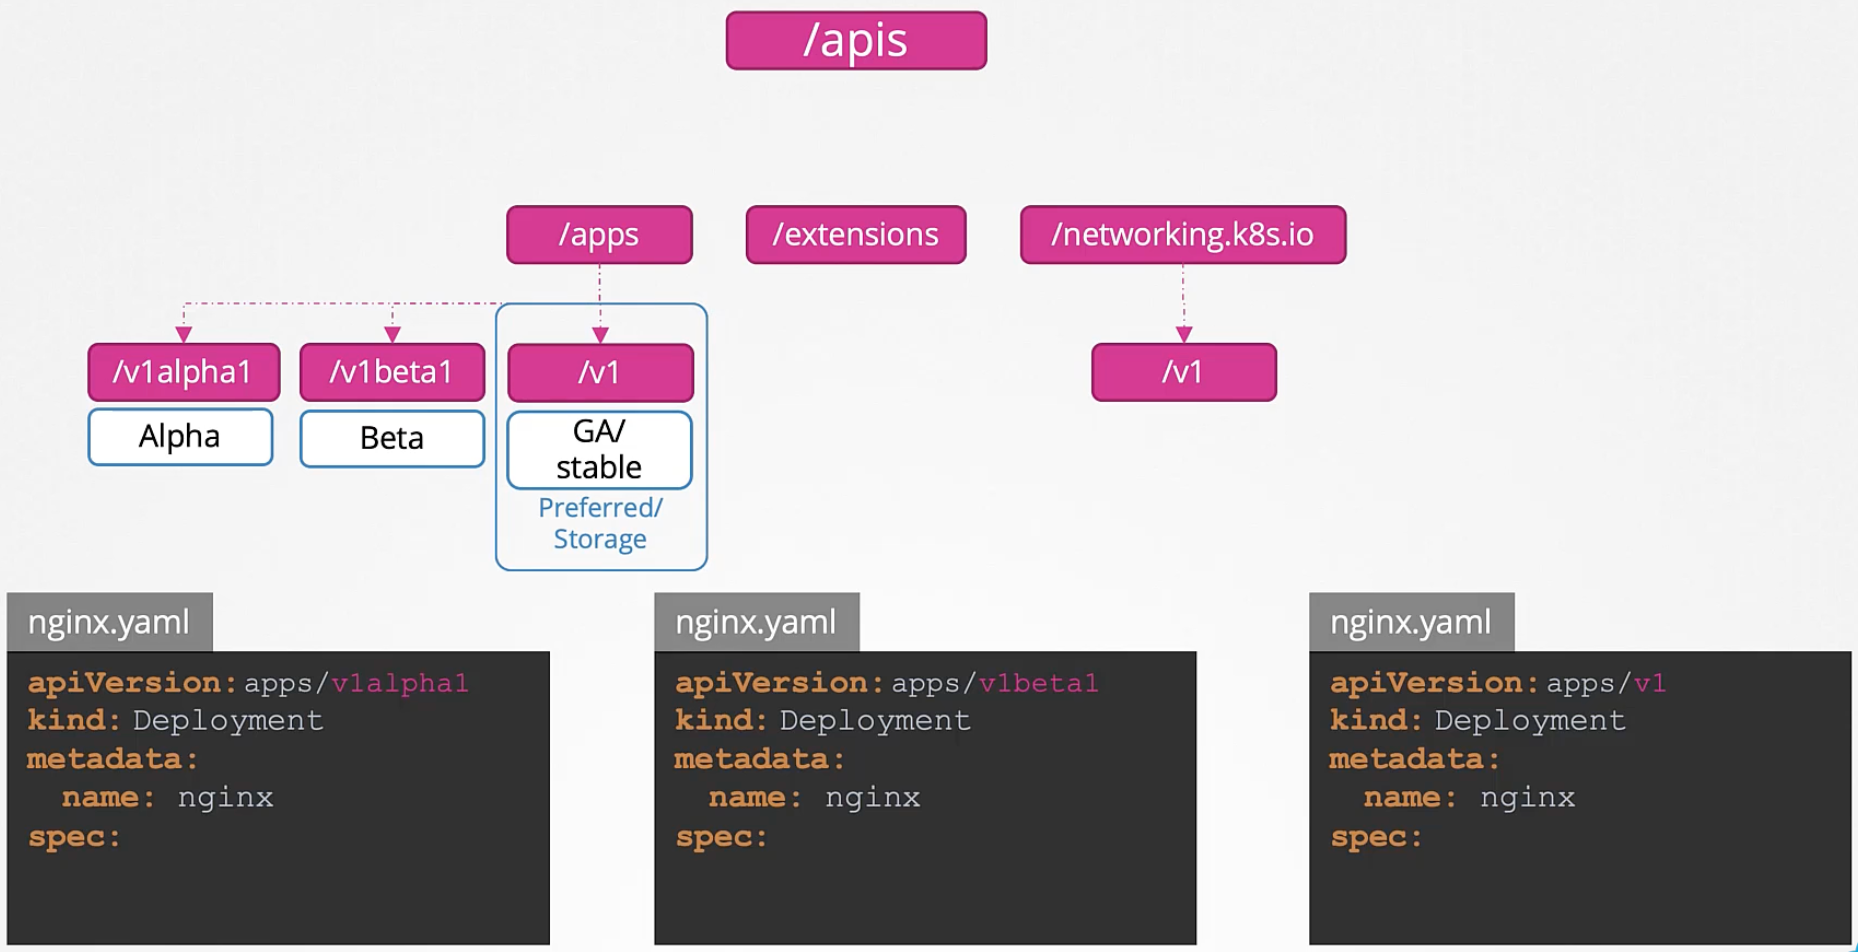 /apis
/apps
/extensions
/networking.k8s.io
/v1alpha1
/v1beta1
/v1
/v1
Alpha
Beta
GA/
stable
Preferred/
Storage
nginx.yaml
apiVersion: apps/v1alpha1
kind: Deployment
metadata:
  name: nginx
spec:
nginx.yaml
apiVersion: apps/v1beta1
kind: Deployment
metadata:
  name: nginx
spec:
nginx.yaml
apiVersion: apps/v1
kind: Deployment
metadata:
  name: nginx
spec: